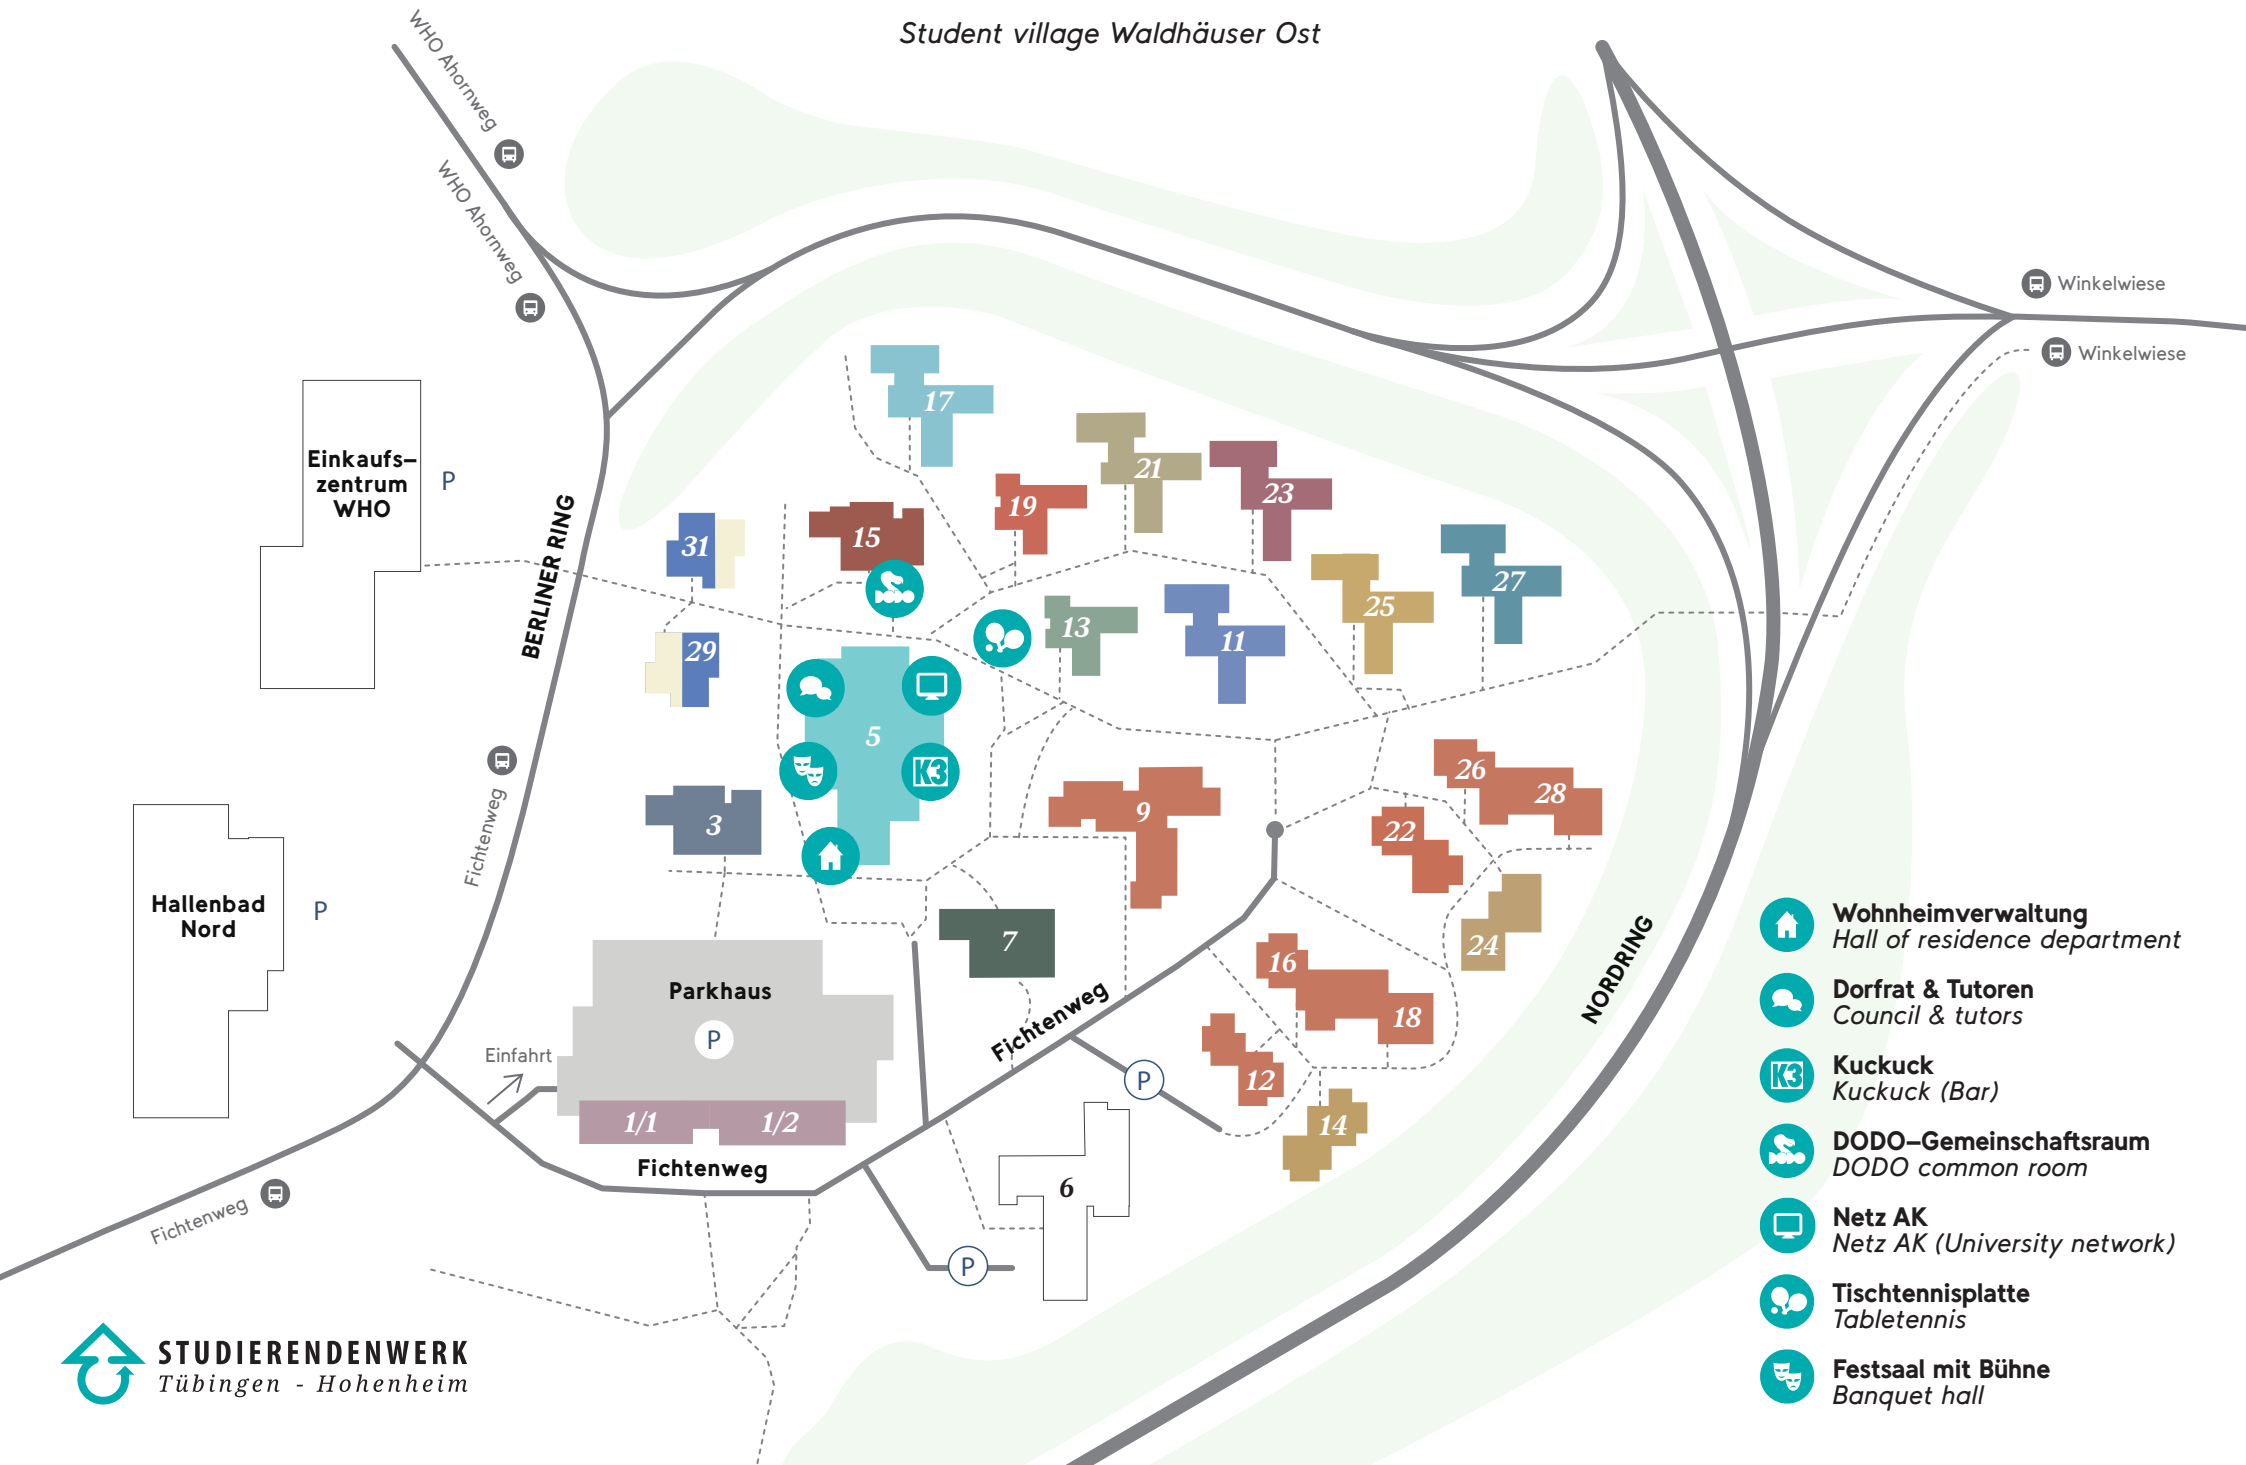 Student village Waldhäuser Ost
WHO Ahornweg
WHO Ahornweg
Winkelwiese
Winkelwiese
17
21
23
19
15
DODO
31
29
27
25
13
11
Einkaufs–
zentrum
WHO
P
BERLINER RING
5
K3
3
9
26
28
22
24
7
16
18
12
14
Fichtenweg
Hallenbad
Nord
P
Parkhaus
P
Einfahrt
1/1
1/2
Fichtenweg
Fichtenweg
P
6
P
Fichtenweg
NORDRING
Wohnheimverwaltung
Hall of residence department
Dorfrat & Tutoren
Council & tutors
K3
Kuckuck
Kuckuck (Bar)
DODO
DODO–Gemeinschaftsraum
DODO common room
Netz AK
Netz AK (University network)
Tischtennisplatte
Tabletennis
Festsaal mit Bühne
Banquet hall
STUDIERENDENWERK
Tübingen - Hohenheim